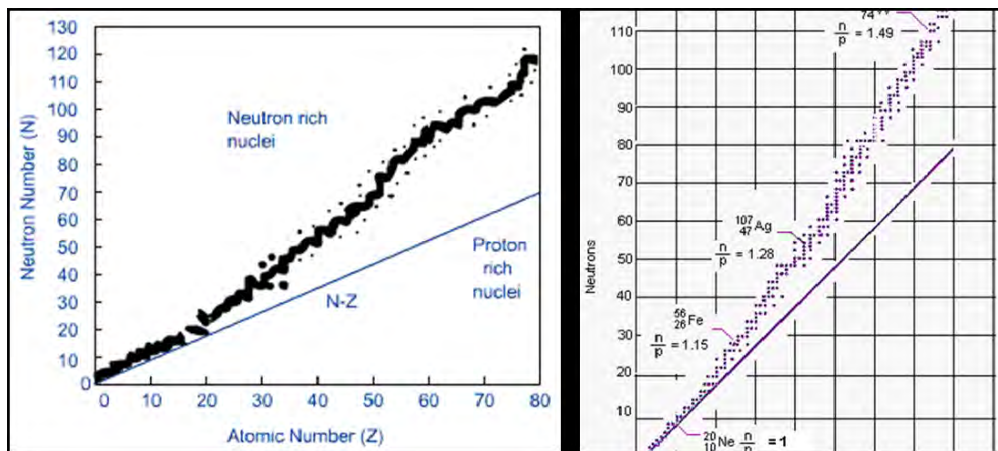 130
120
110
100
90
80
70
60
50
40
30
20
10
0
Neutron Number (N)
Neutron rich
nuclei
Proton
rich
nuclei
N-Z
0 10 20 30 40 50 60 70 80
Atomic Number (Z)
110
100
90
80
70
60
50
40
30
20
10
Neutrons
74
n/p = 1.49
107
47 Ag
n/p = 1.28
56
26 Fe
n/p = 1.15
20
10 Ne n/p = 1